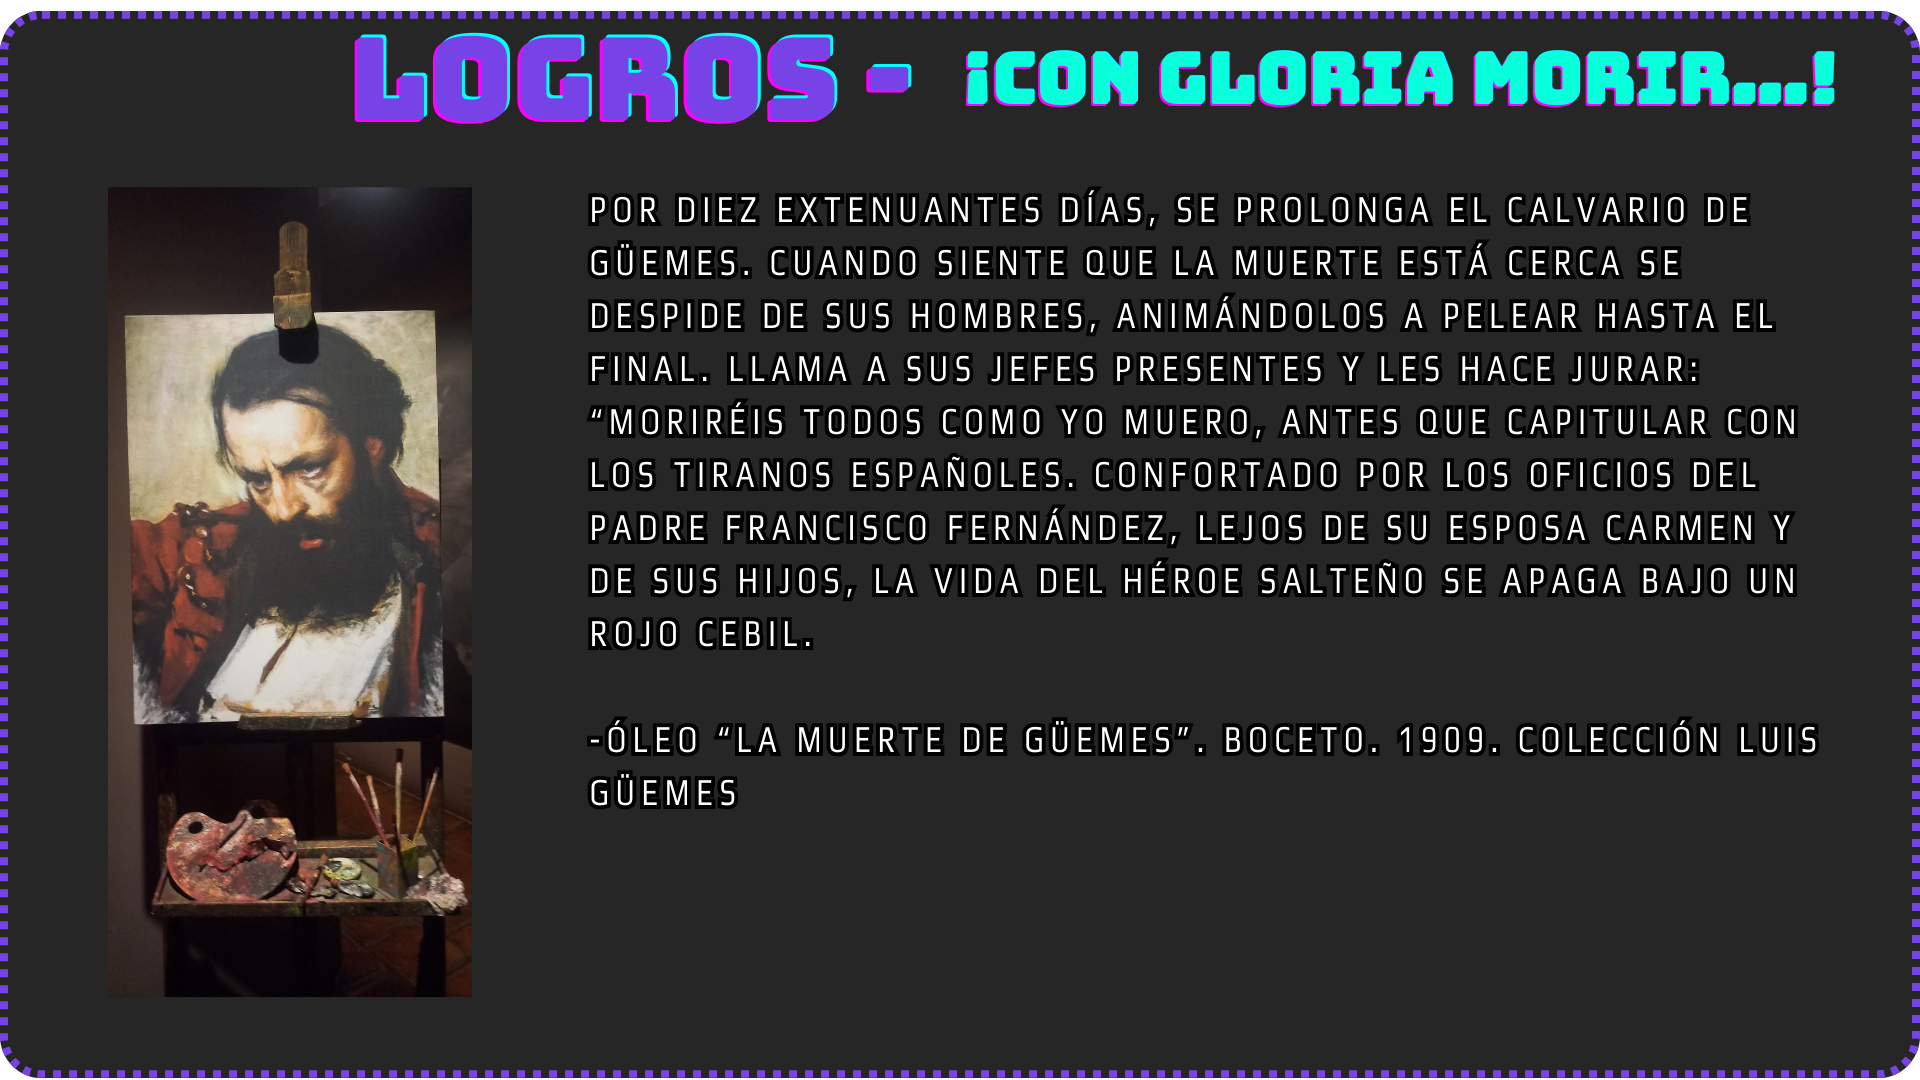 LOGROS - ¡CON GLORIA MORIR...!
POR DIEZ EXTENUANTES DÍAS, SE PROLONGA EL CALVARIO DE
GÜEMES. CUANDO SIENTE QUE LA MUERTE ESTÁ CERCA SE
DESPIDE DE SUS HOMBRES, ANIMÁNDOLOS A PELEAR HASTA EL
FINAL. LLAMA A SUS JEFES PRESENTES Y LES HACE JURAR:
“MORIRÉIS TODOS COMO YO MUERO, ANTES QUE CAPITULAR CON
LOS TIRANOS ESPAÑOLES. CONFORTADO POR LOS OFICIOS DEL
PADRE FRANCISCO FERNÁNDEZ, LEJOS DE SU ESPOSA CARMEN Y
DE SUS HIJOS, LA VIDA DEL HÉROE SALTEÑO SE APAGA BAJO UN
ROJO CEBIL.
-ÓLEO “LA MUERTE DE GÜEMES”. BOCETO. 1909. COLECCIÓN LUIS
GÜEMES